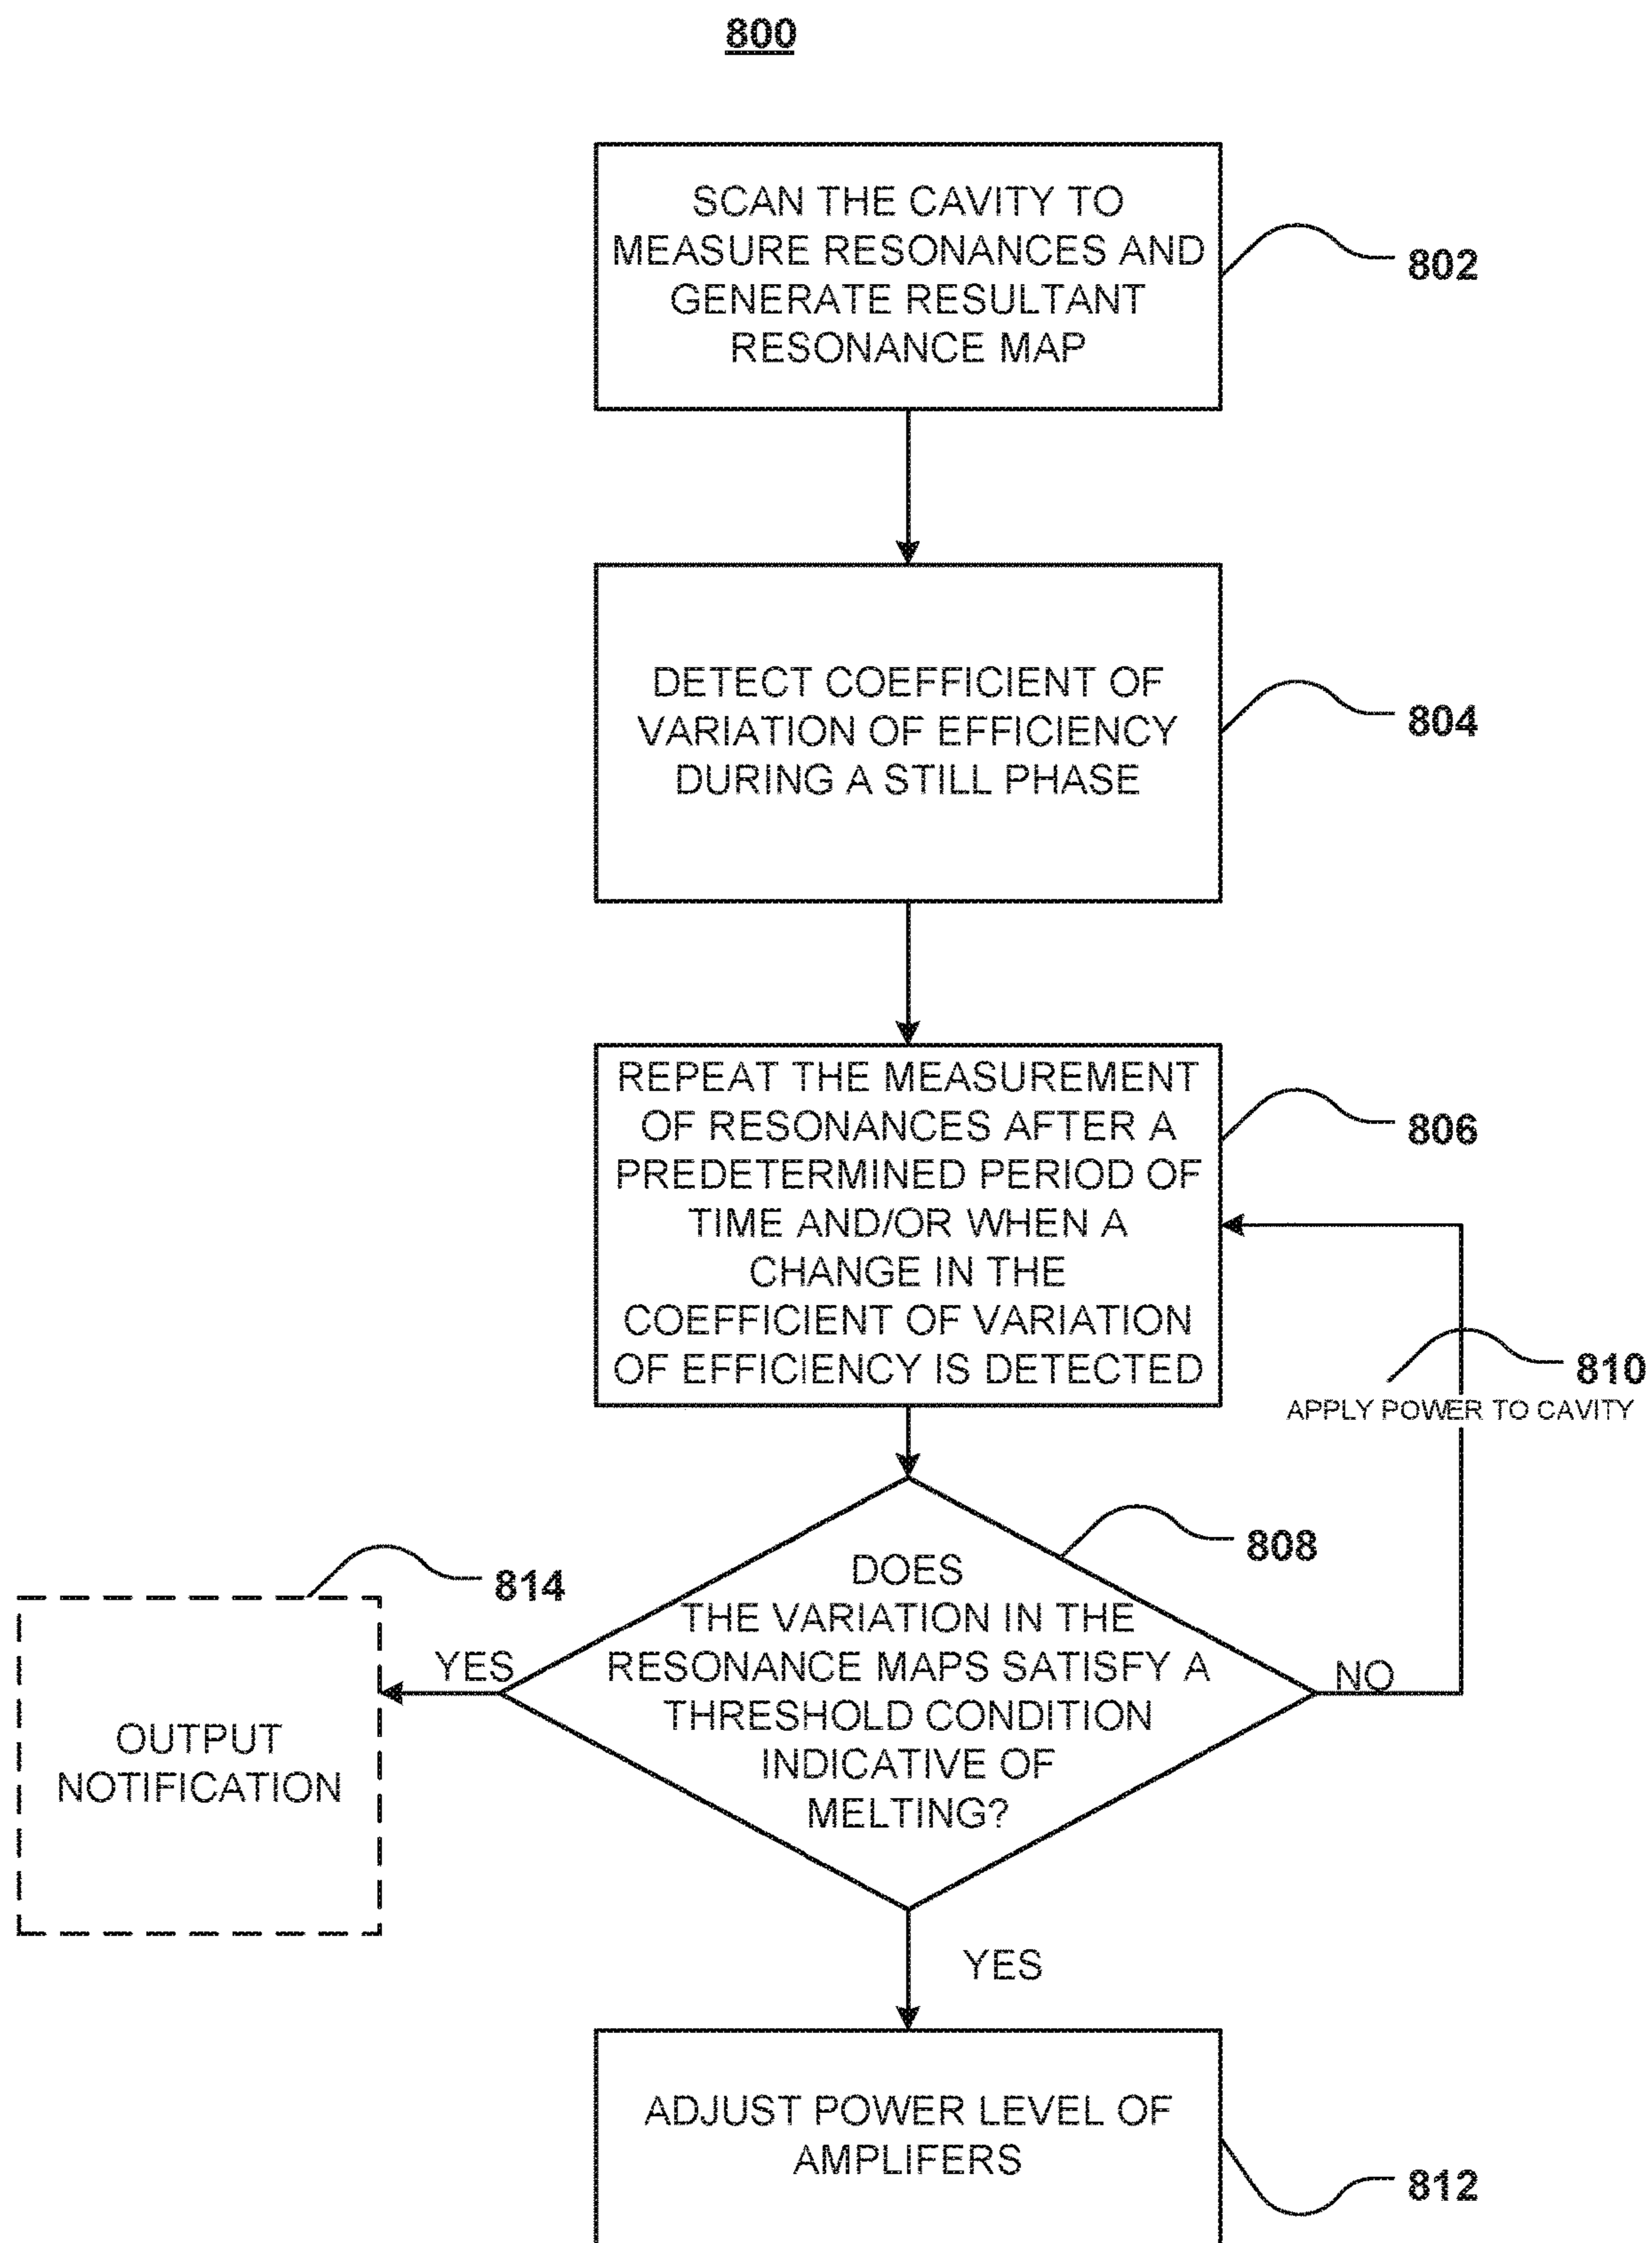 800
SCAN THE CAVITY TO
MEASURE RESONANCES AND
GENERATE RESULTANT
RESONANCE MAP
802
DETECT COEFFICIENT OF
VARIATION OF EFFICIENCY
DURING A STILL PHASE
804
REPEAT THE MEASUREMENT
OF RESONANCES AFTER A
PREDETERMINED PERIOD OF
TIME AND/OR WHEN A
CHANGE IN THE
COEFFICIENT OF VARIATION
OF EFFICIENCY IS DETECTED
806
810
APPLY POWER TO CAVITY
DOES
THE VARIATION IN THE
RESONANCE MAPS SATISFY A
THRESHOLD CONDITION
INDICATIVE OF
MELTING?
808
NO
YES
814
OUTPUT
NOTIFICATION
YES
ADJUST POWER LEVEL OF
AMPLIFERS
812